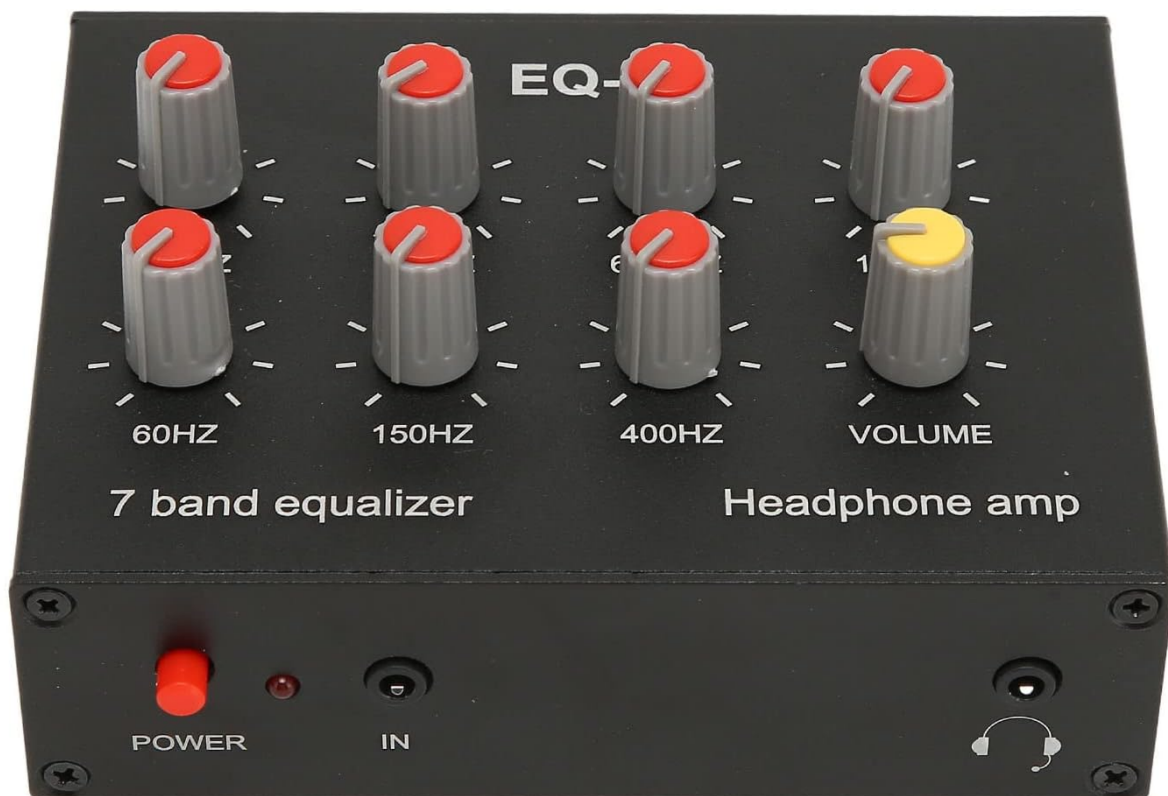 EQ-
60HZ
150HZ
400HZ
VOLUME
7 band equalizer
Headphone amp
POWER
IN